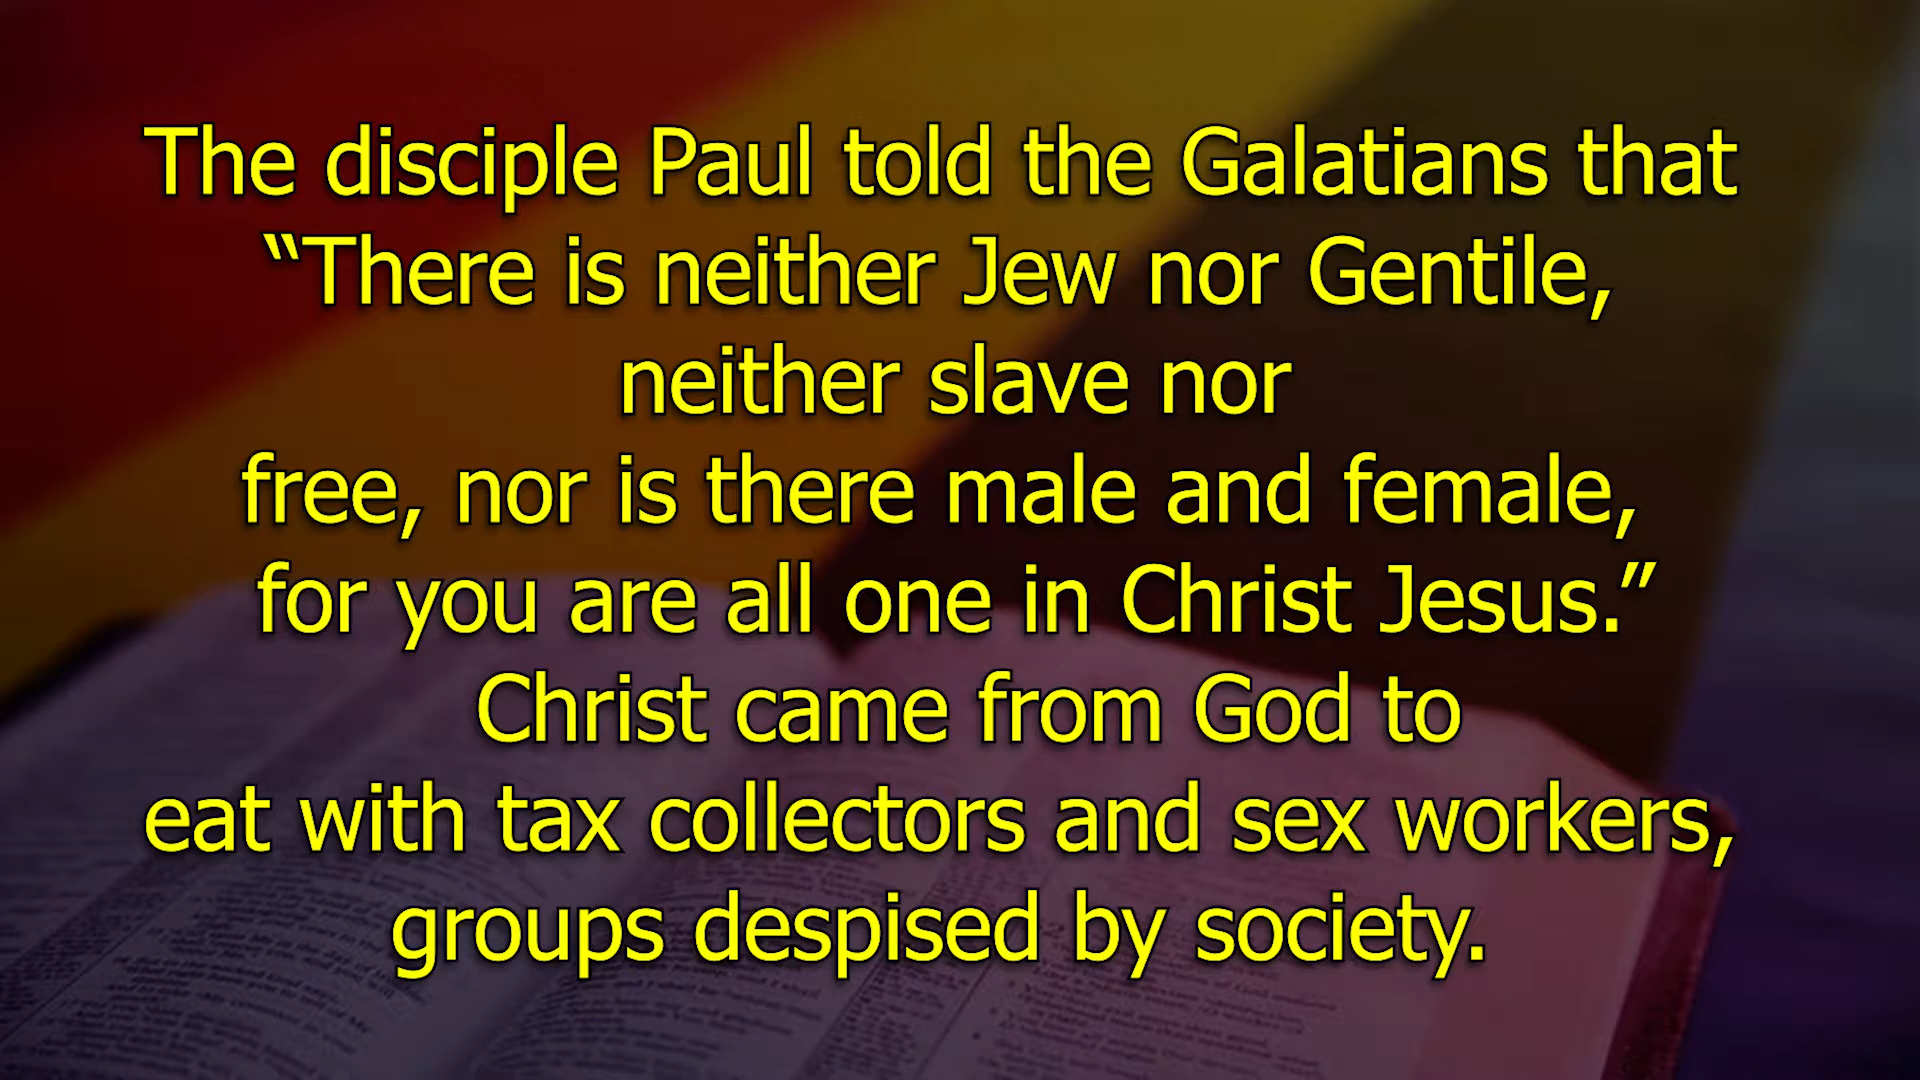 The disciple Paul told the Galatians that
“There is neither Jew nor Gentile,
neither slave nor
free, nor is there male and female,
for you are all one in Christ Jesus.”
Christ came from God to
eat with tax collectors and sex workers,
groups despised by society.